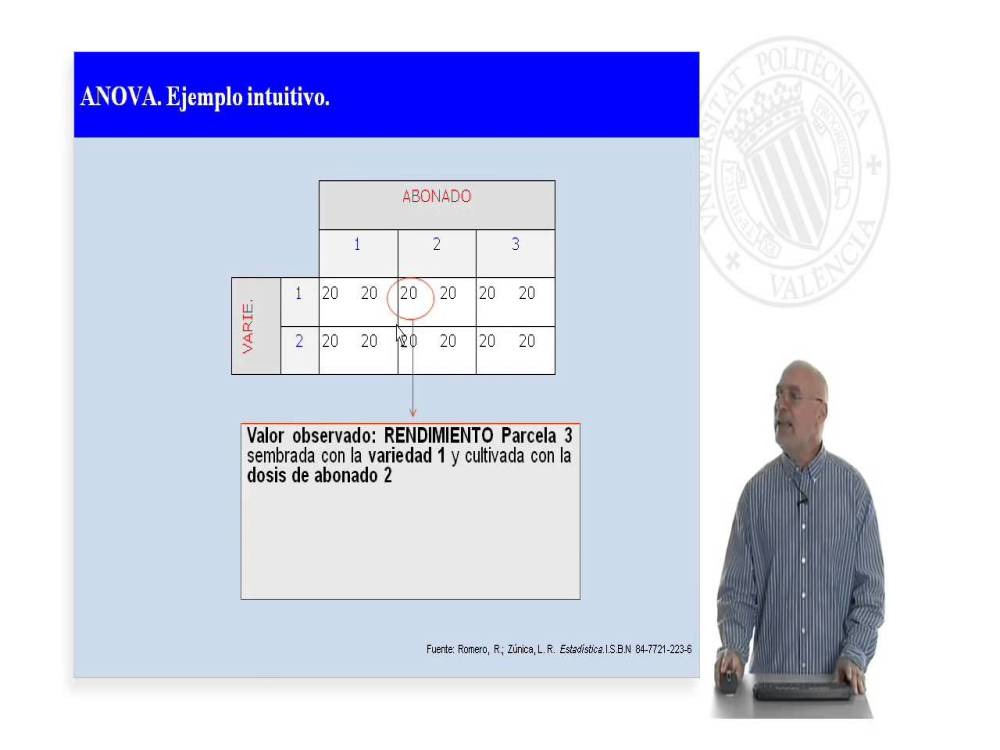 ANOVA. Ejemplo intuitivo.
ABONADO
1 2 3
VARIE.
1 20 20 20 20 20 20
2 20 20 20 20 20 20
Valor observado: RENDIMIENTO Parcela 3
sembrada con la variedad 1 y cultivada con la
dosis de abonado 2
Fuente: Romero, R.; Zúnica, L. R. Estadística. I.S.B.N 84-7721-223-6
UNIVERSITAT POLITÈCNICA
VALÈNCIA